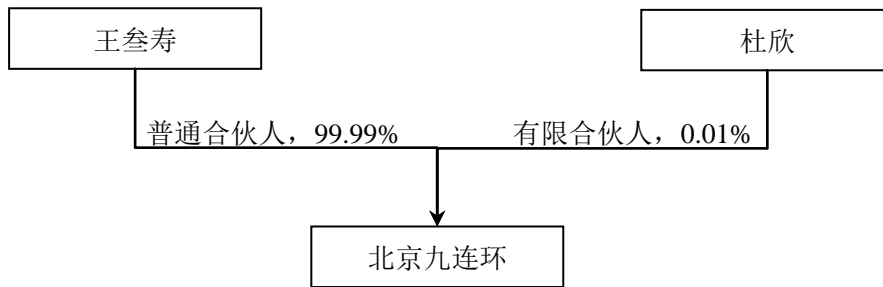 王叁寿
杜欣
普通合伙人，99.99%
有限合伙人，0.01%
北京九连环